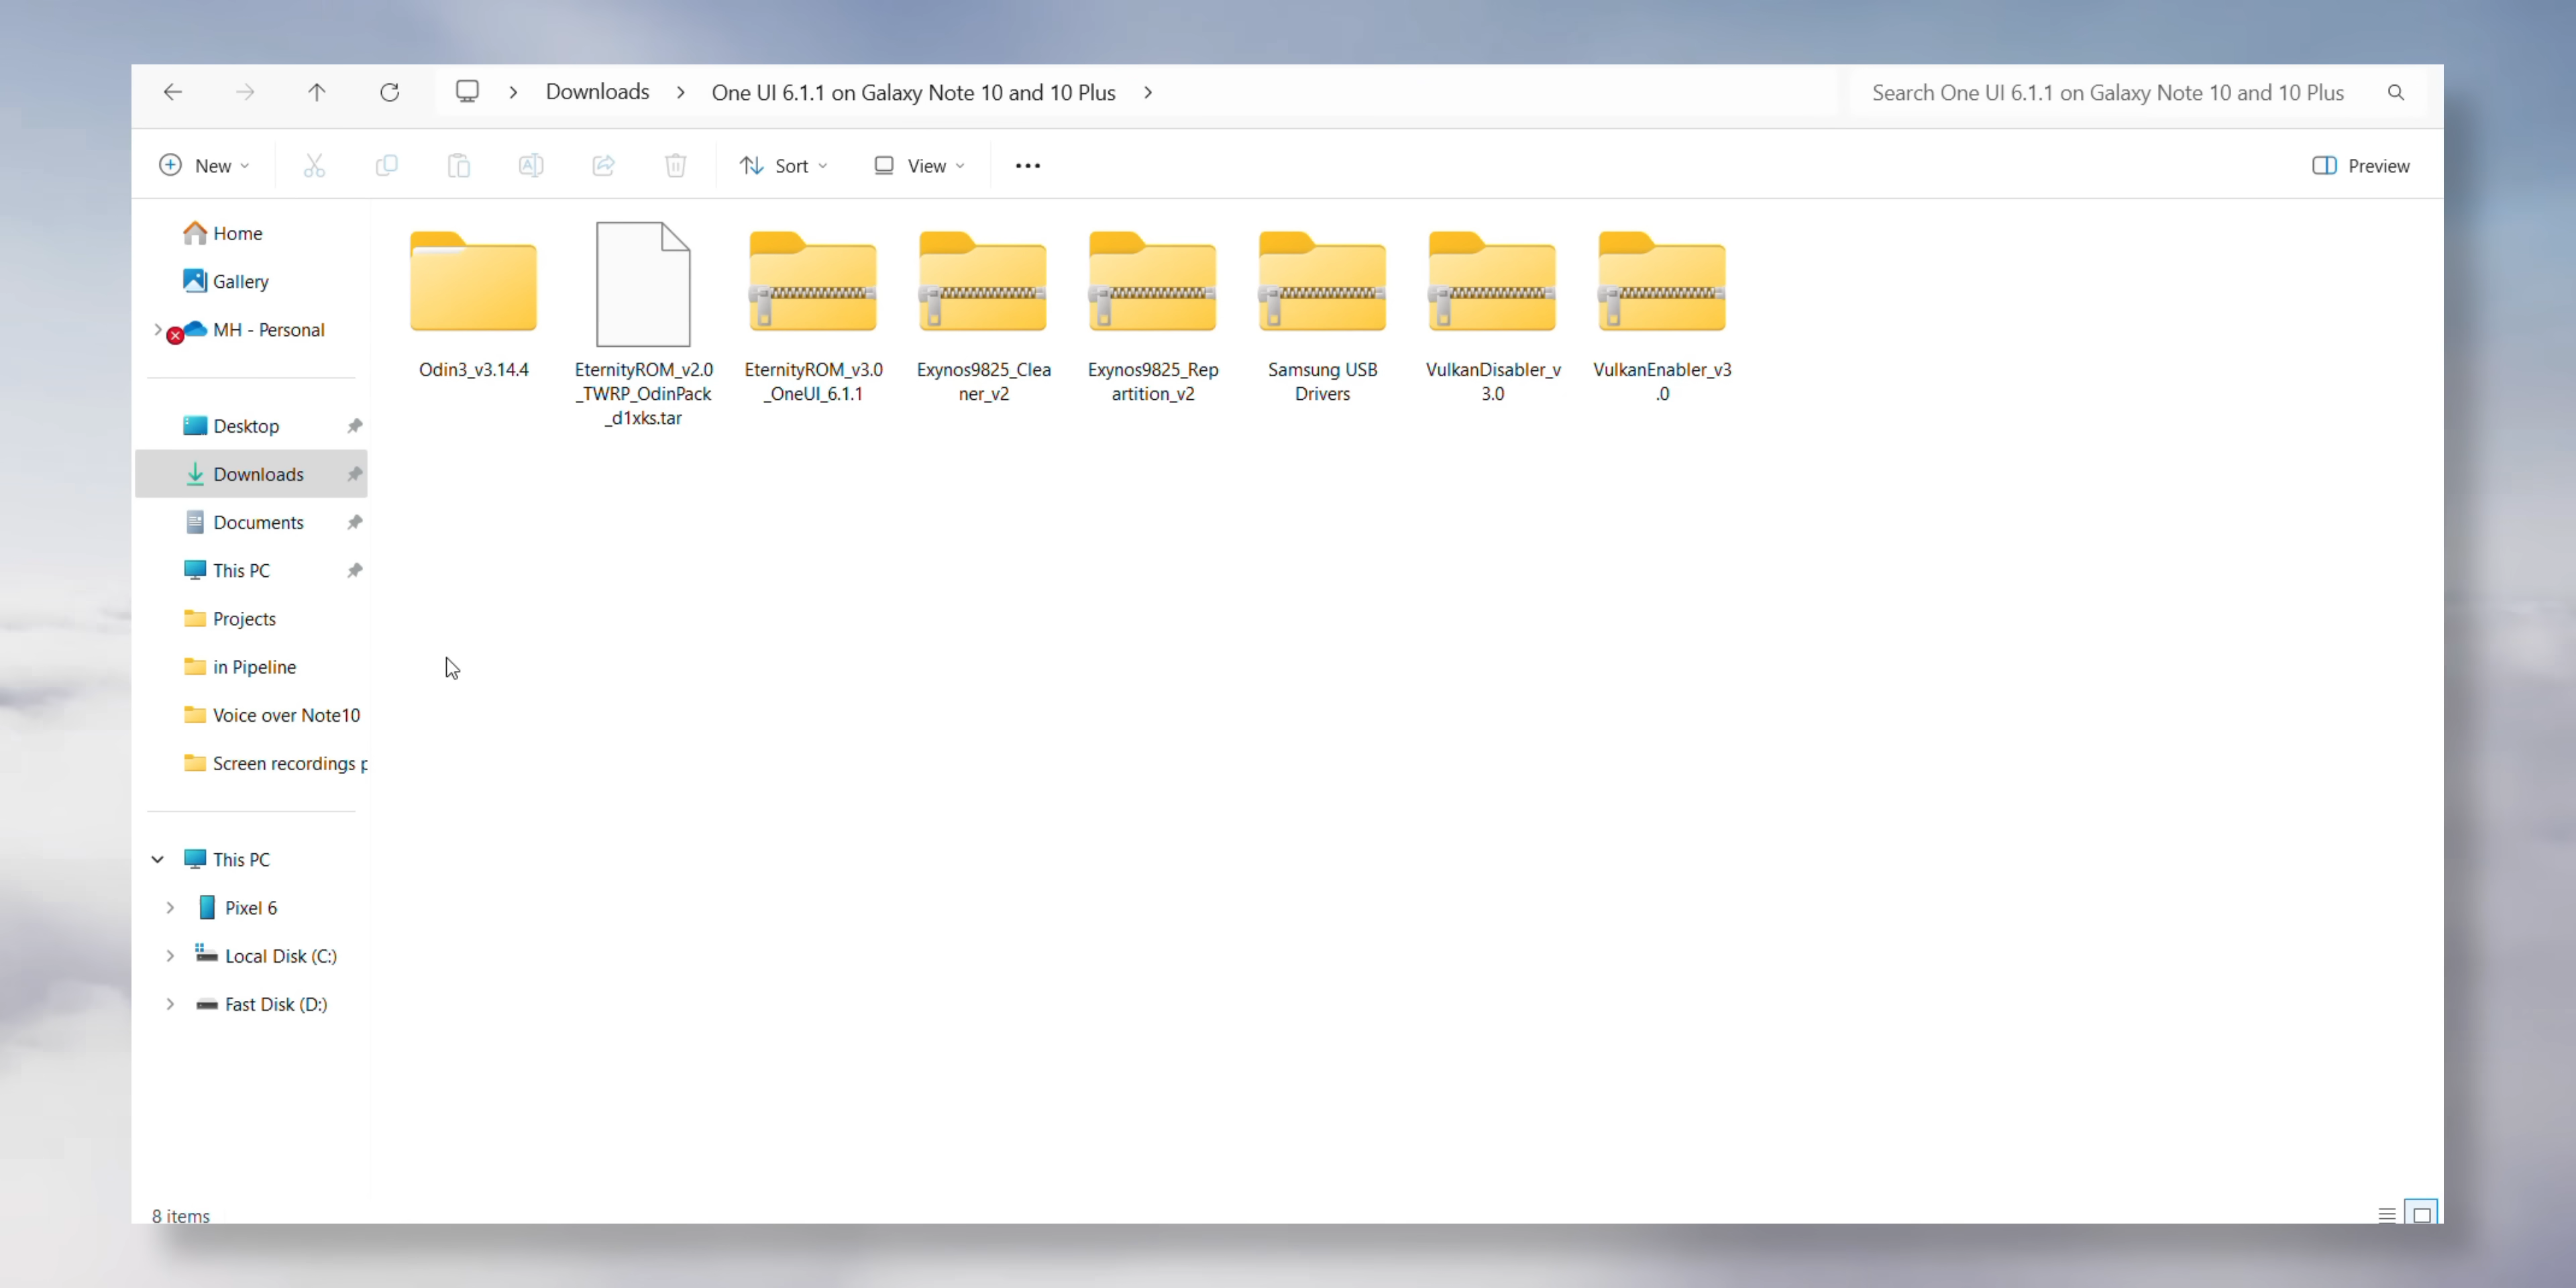 Downloads
One UI 6.1.1 on Galaxy Note 10 and 10 Plus
Search One UI 6.1.1 on Galaxy Note 10 and 10 Plus
New
Sort
View
Preview
Home
Gallery
MH - Personal
Desktop
Downloads
Documents
This PC
Projects
in Pipeline
Voice over Note10
Screen recordings p
This PC
Pixel 6
Local Disk (C:)
Fast Disk (D:)
Odin3_v3.14.4
EternityROM_v2.0
_TWRP_OdinPack
_d1xks.tar
EternityROM_v3.0
_OneUI_6.1.1
Exynos9825_Clea
ner_v2
Exynos9825_Rep
artition_v2
Samsung USB
Drivers
VulkanDisabler_v
3.0
VulkanEnabler_v3
.0
8 items